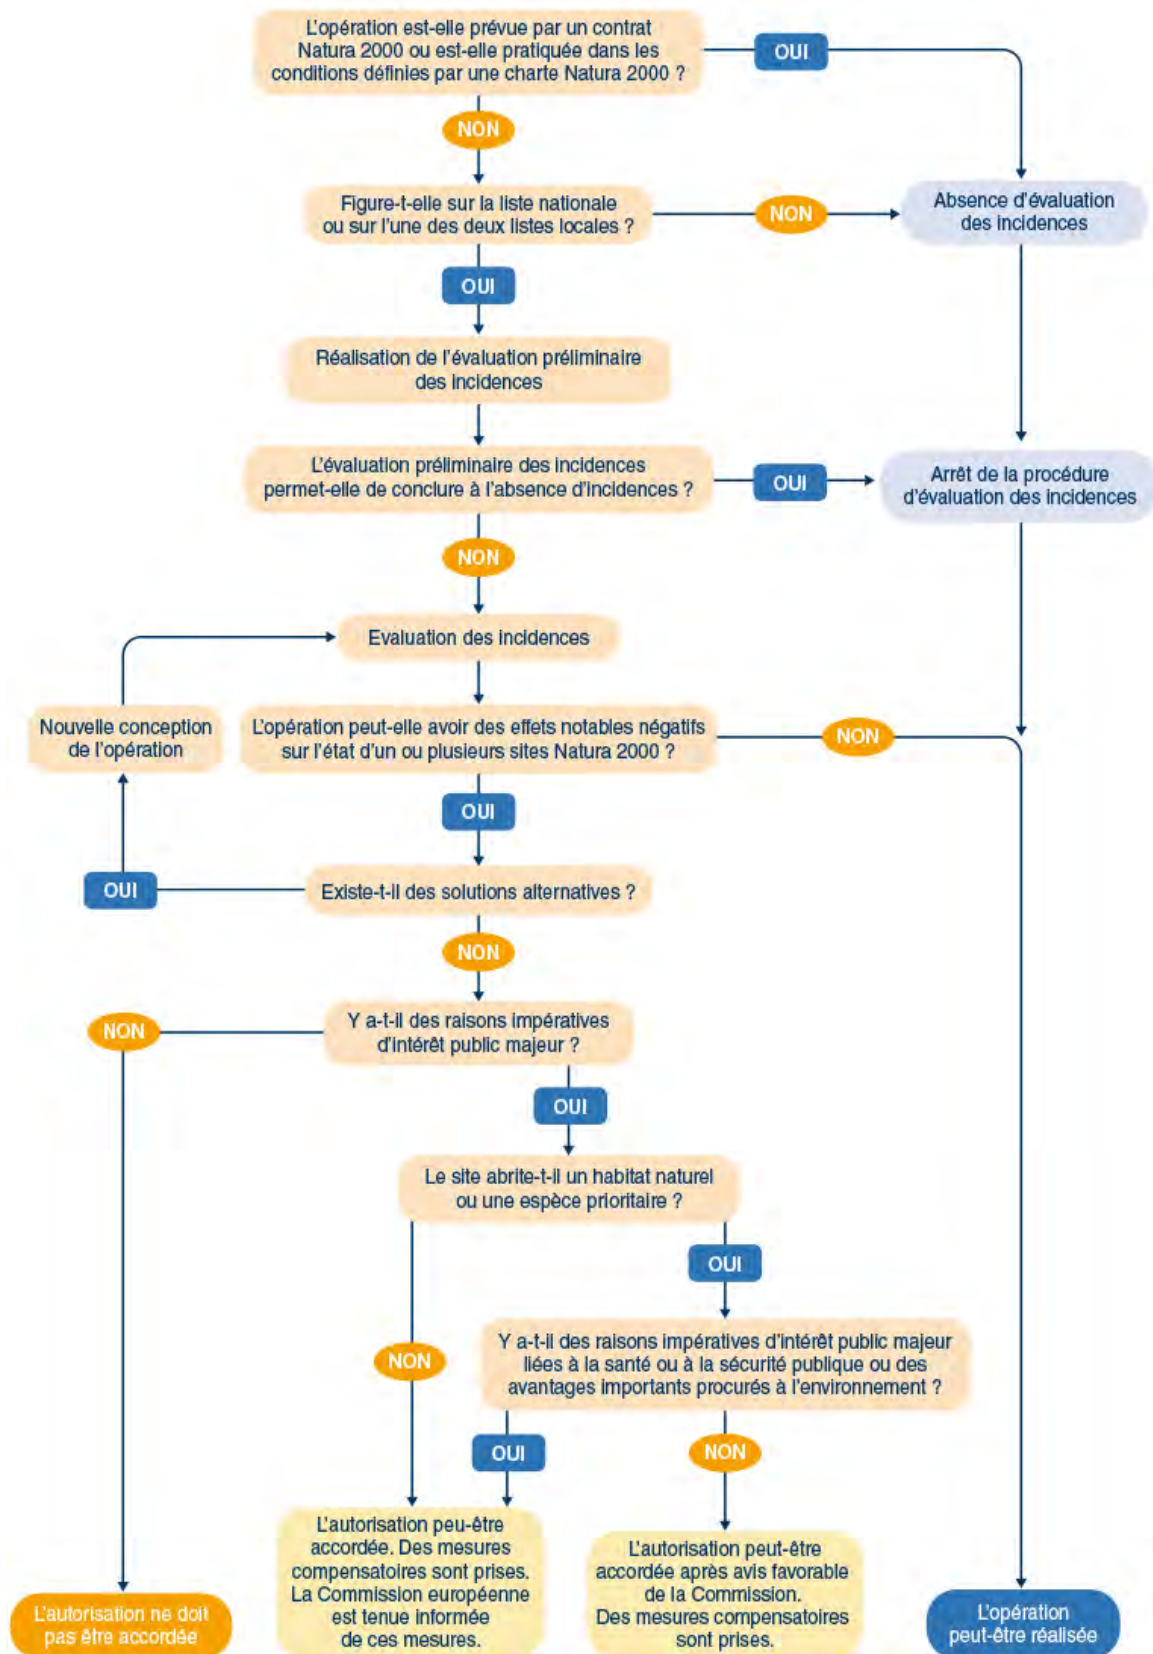 L'opération est-elle prévue par un contrat
Natura 2000 ou est-elle pratiquée dans les
conditions définies par une charte Natura 2000 ?
OUI
NON
Figure-t-elle sur la liste nationale
ou sur l'une des deux listes locales ?
NON
Absence d'évaluation
des incidences
OUI
Réalisation de l'évaluation préliminaire
des incidences
L'évaluation préliminaire des incidences
permet-elle de conclure à l'absence d'incidences ?
OUI
Arrêt de la procédure
d'évaluation des incidences
NON
Evaluation des incidences
Nouvelle conception
de l'opération
L'opération peut-elle avoir des effets notables négatifs
sur l'état d'un ou plusieurs sites Natura 2000 ?
NON
OUI
OUI
Existe-t-il des solutions alternatives ?
NON
NON
Y a-t-il des raisons impératives
d'intérêt public majeur ?
OUI
Le site abrite-t-il un habitat naturel
ou une espèce prioritaire ?
OUI
NON
Y a-t-il des raisons impératives d'intérêt public majeur
liées à la santé ou à la sécurité publique ou des
avantages importants procurés à l'environnement ?
OUI
NON
L'autorisation peu-être
accordée. Des mesures
compensatoires sont prises.
La Commission européenne
est tenue informée
de ces mesures.
L'autorisation peut-être
accordée après avis favorable
de la Commission.
Des mesures compensatoires
sont prises.
L'autorisation ne doit
pas être accordée
L'opération
peut-être réalisée